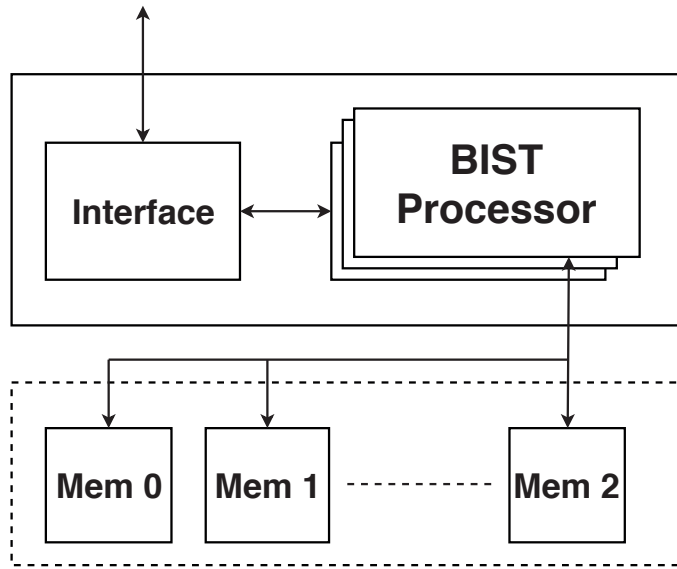 BIST
Processor
Interface
Mem 0
Mem 1
Mem 2